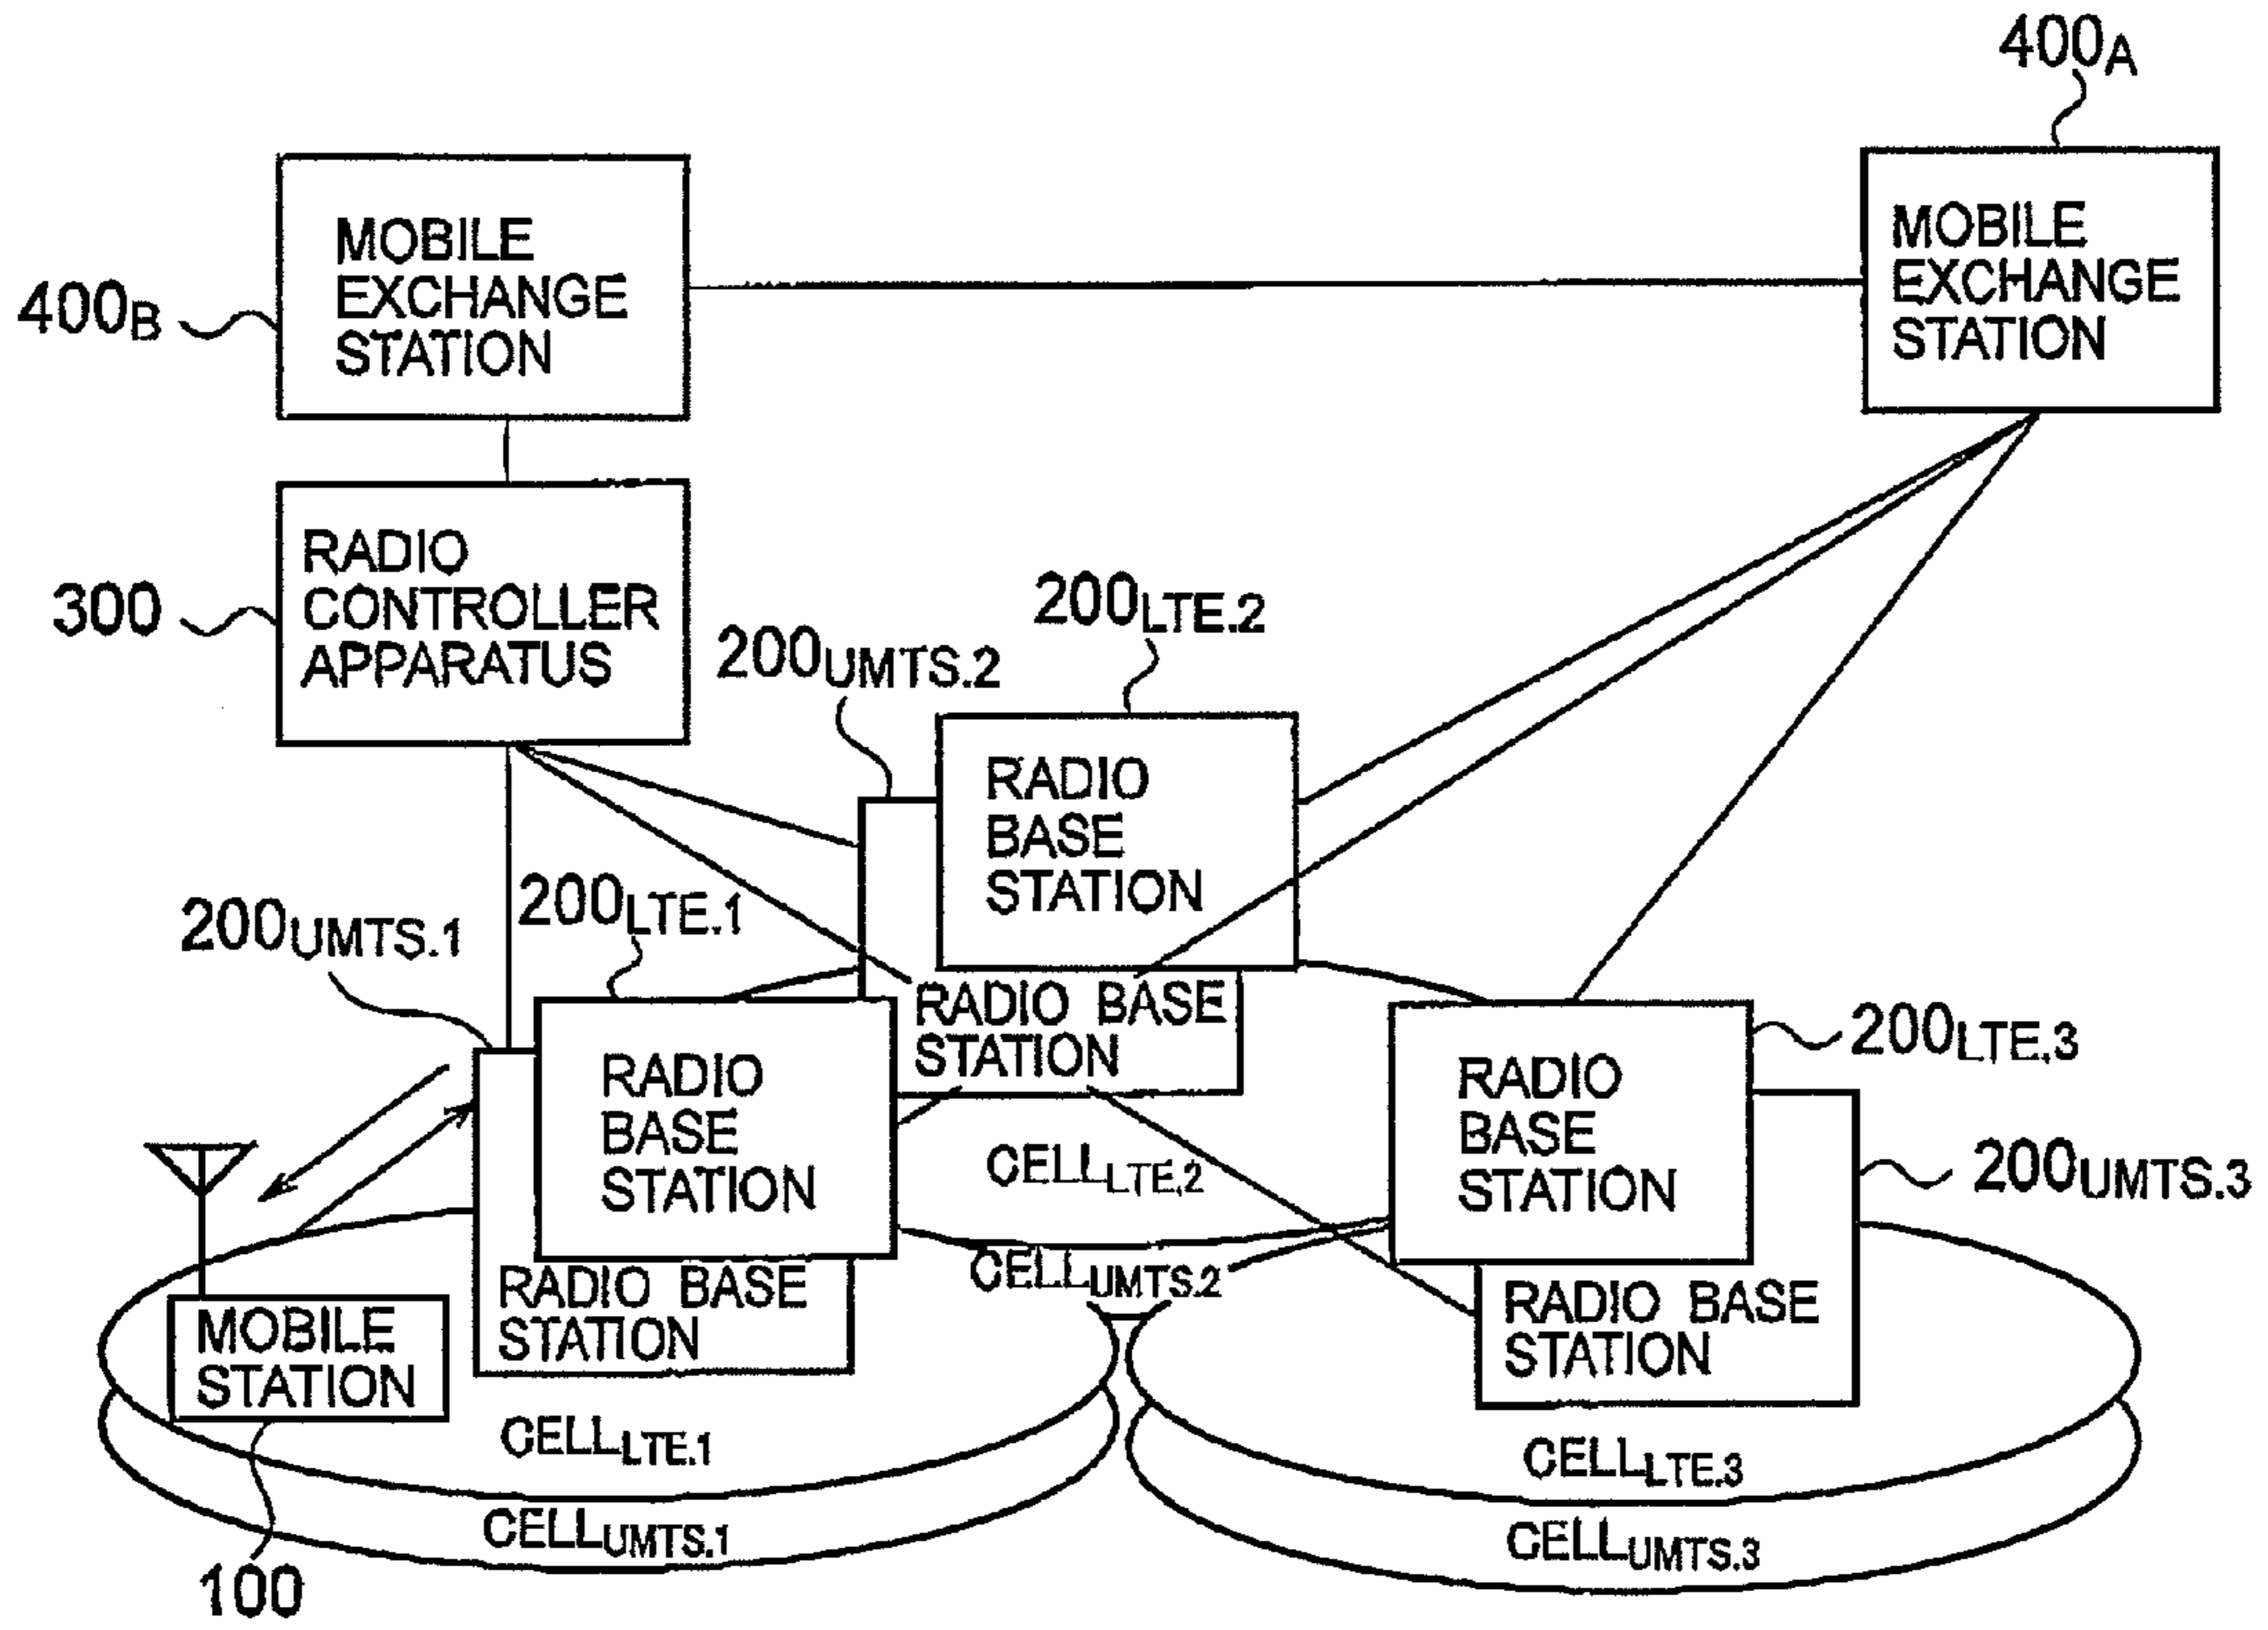 400A
MOBILE
EXCHANGE
STATION
MOBILE
EXCHANGE
STATION
400B
RADIO
CONTROLLER
APPARATUS
300
200LTE.2
200UMTS.2
RADIO
BASE
STATION
200LTE.1
200UMTS.1
RADIO BASE
STATION
200LTE.3
RADIO
BASE
STATION
RADIO
BASE
STATION
200UMTS.3
CELLLTE.2
CELLUMTS.2
RADIO BASE
STATION
RADIO BASE
STATION
MOBILE
STATION
CELLLTE.1
CELLLTE.3
CELLUMTS.1
CELLUMTS.3
100